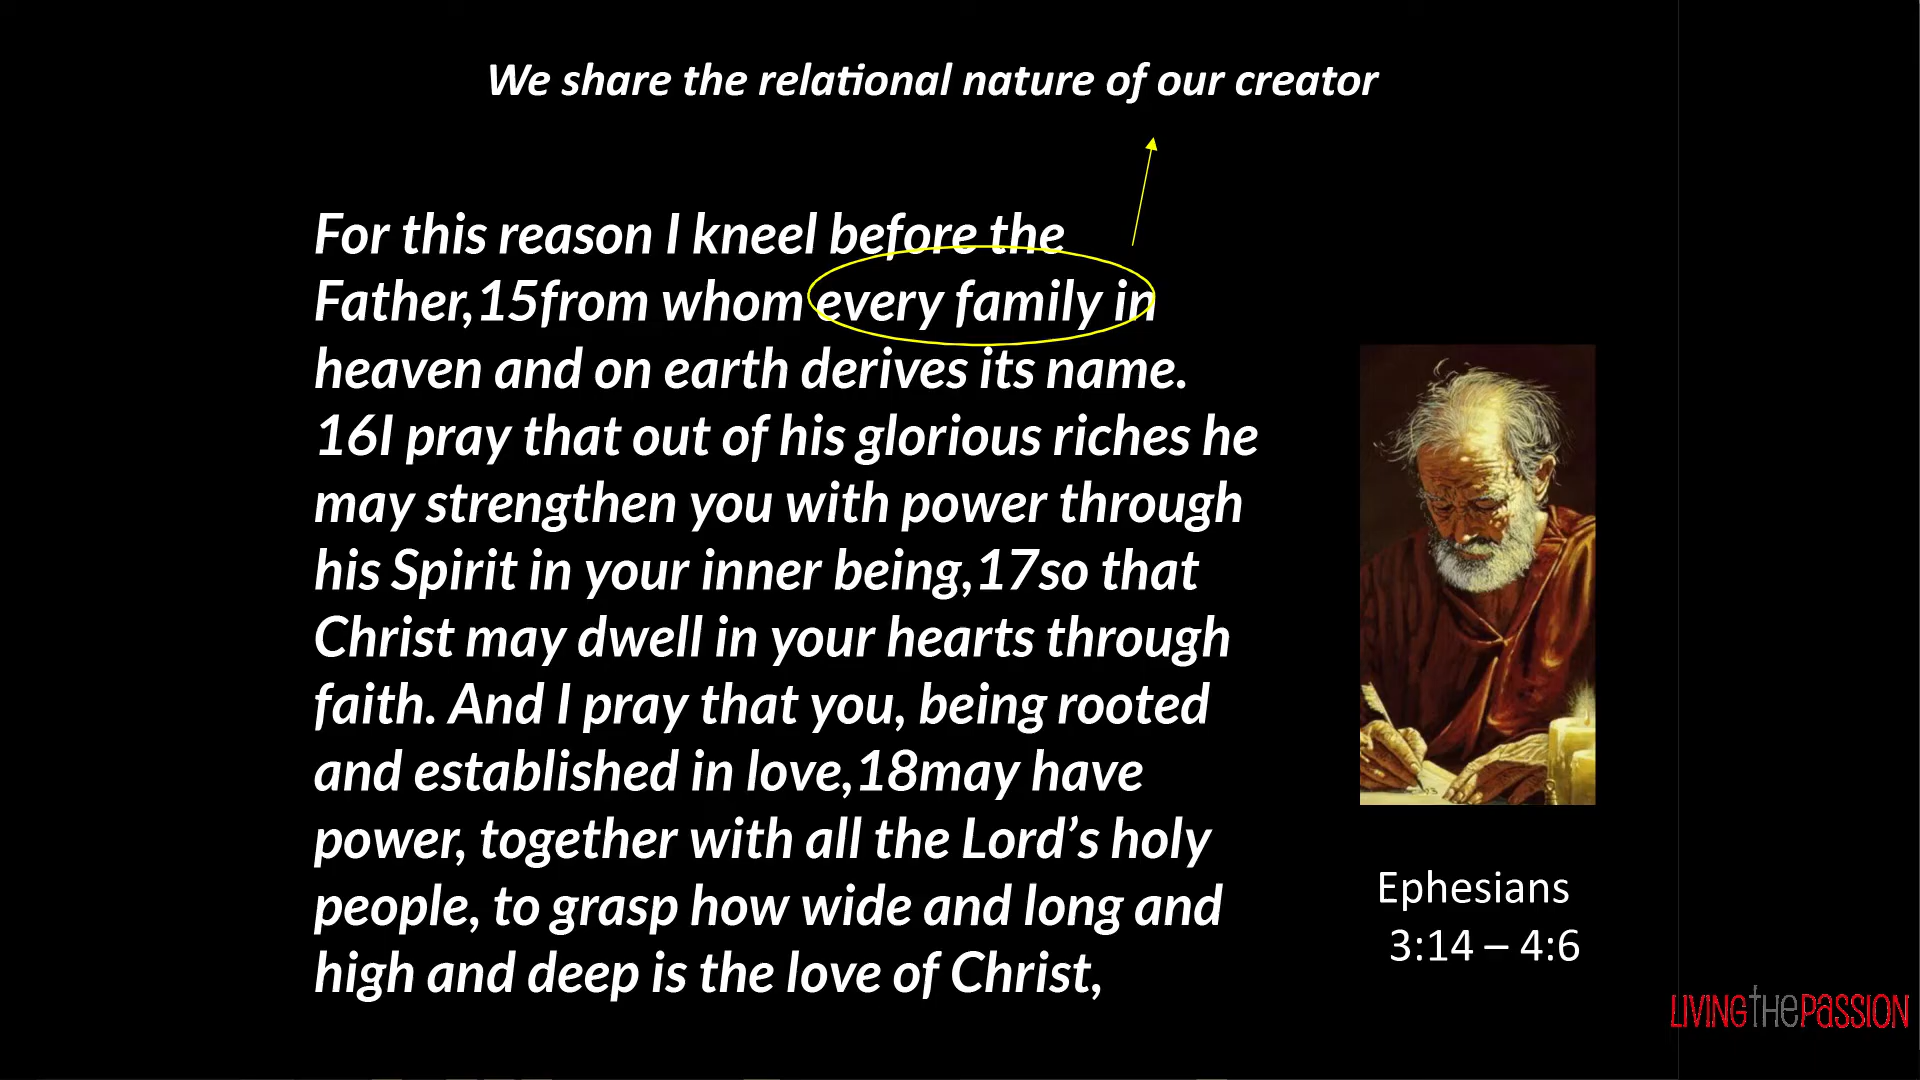 We share the relational nature of our creator
For this reason I kneel before the
Father,15from whom every family in
heaven and on earth derives its name.
16I pray that out of his glorious riches he
may strengthen you with power through
his Spirit in your inner being,17so that
Christ may dwell in your hearts through
faith. And I pray that you, being rooted
and established in love,18may have
power, together with all the Lord’s holy
people, to grasp how wide and long and
high and deep is the love of Christ,
Ephesians
3:14 – 4:6
LIVINGthePASSION